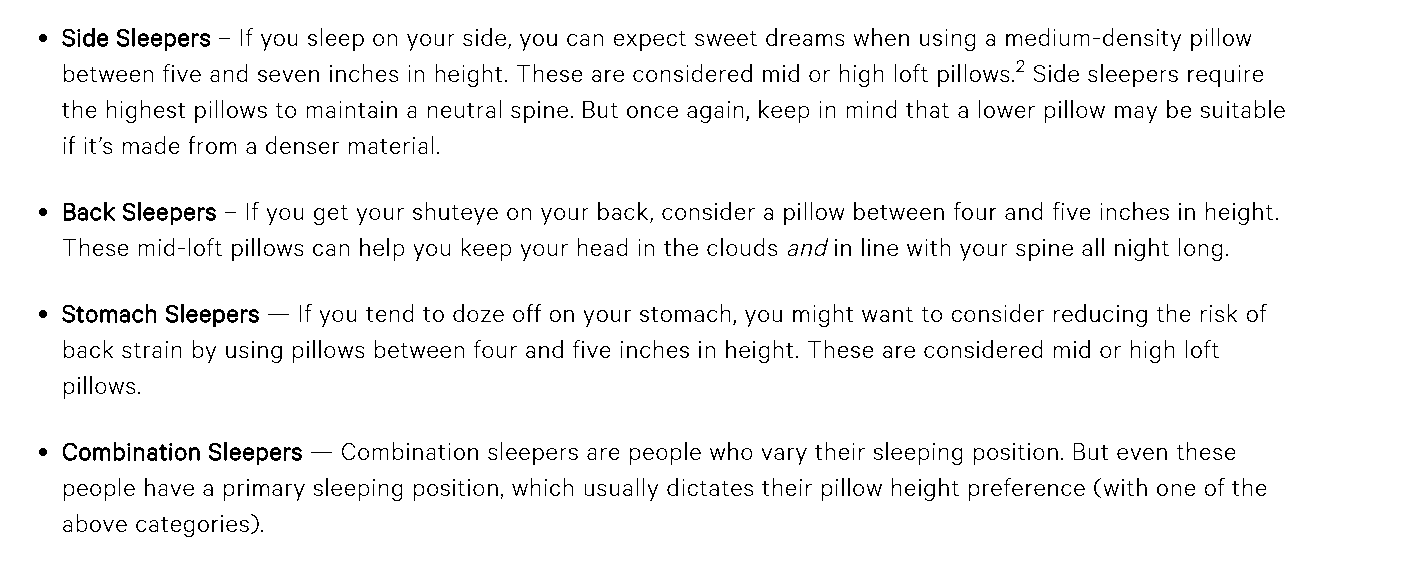 • Side Sleepers – If you sleep on your side, you can expect sweet dreams when using a medium-density pillow
between five and seven inches in height. These are considered mid or high loft pillows.² Side sleepers require
the highest pillows to maintain a neutral spine. But once again, keep in mind that a lower pillow may be suitable
if it’s made from a denser material.
• Back Sleepers – If you get your shuteye on your back, consider a pillow between four and five inches in height.
These mid-loft pillows can help you keep your head in the clouds and in line with your spine all night long.
• Stomach Sleepers — If you tend to doze off on your stomach, you might want to consider reducing the risk of
back strain by using pillows between four and five inches in height. These are considered mid or high loft
pillows.
• Combination Sleepers — Combination sleepers are people who vary their sleeping position. But even these
people have a primary sleeping position, which usually dictates their pillow height preference (with one of the
above categories).